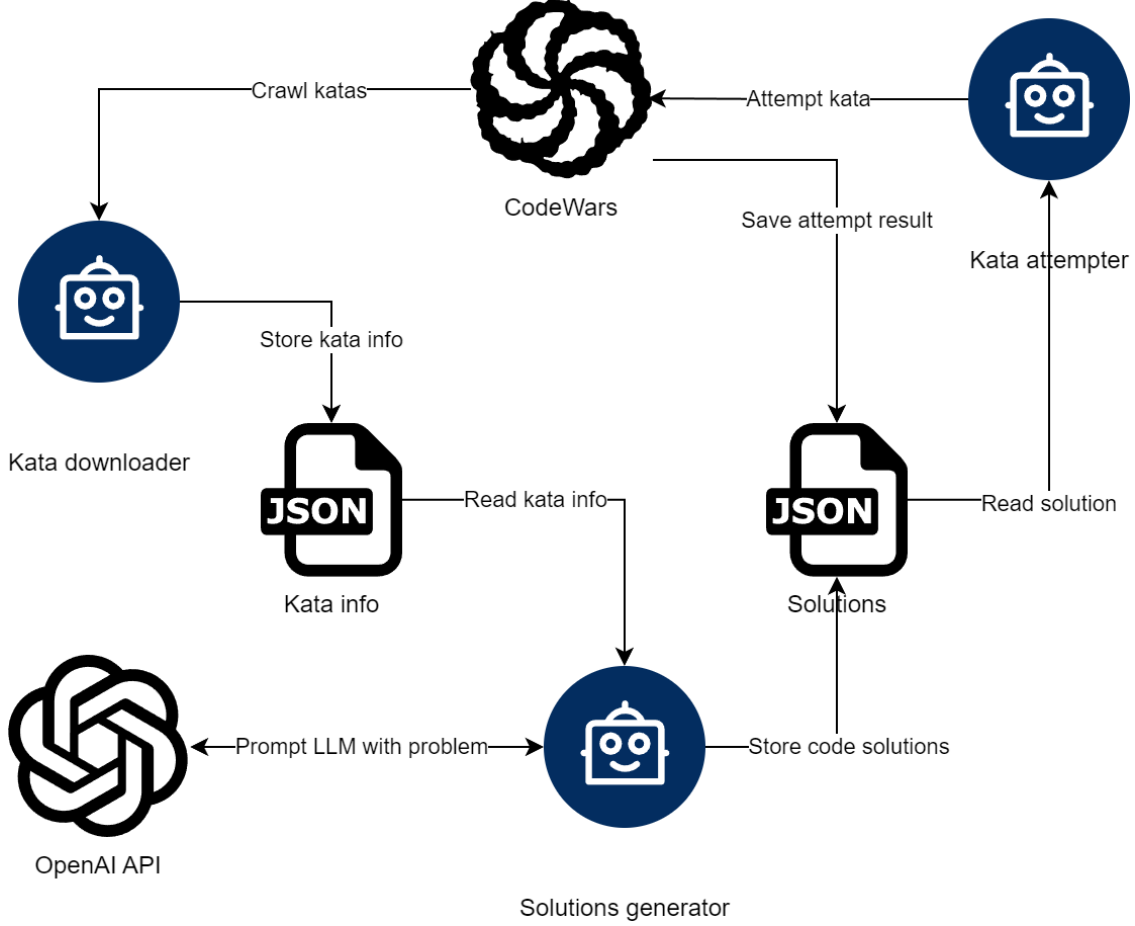 Crawl katas
Attempt kata
CodeWars
Save attempt result
Kata attempter
Store kata info
Kata downloader
JSON
Read kata info
JSON
Read solution
Kata info
Solutions
Prompt LLM with problem
Store code solutions
OpenAI API
Solutions generator